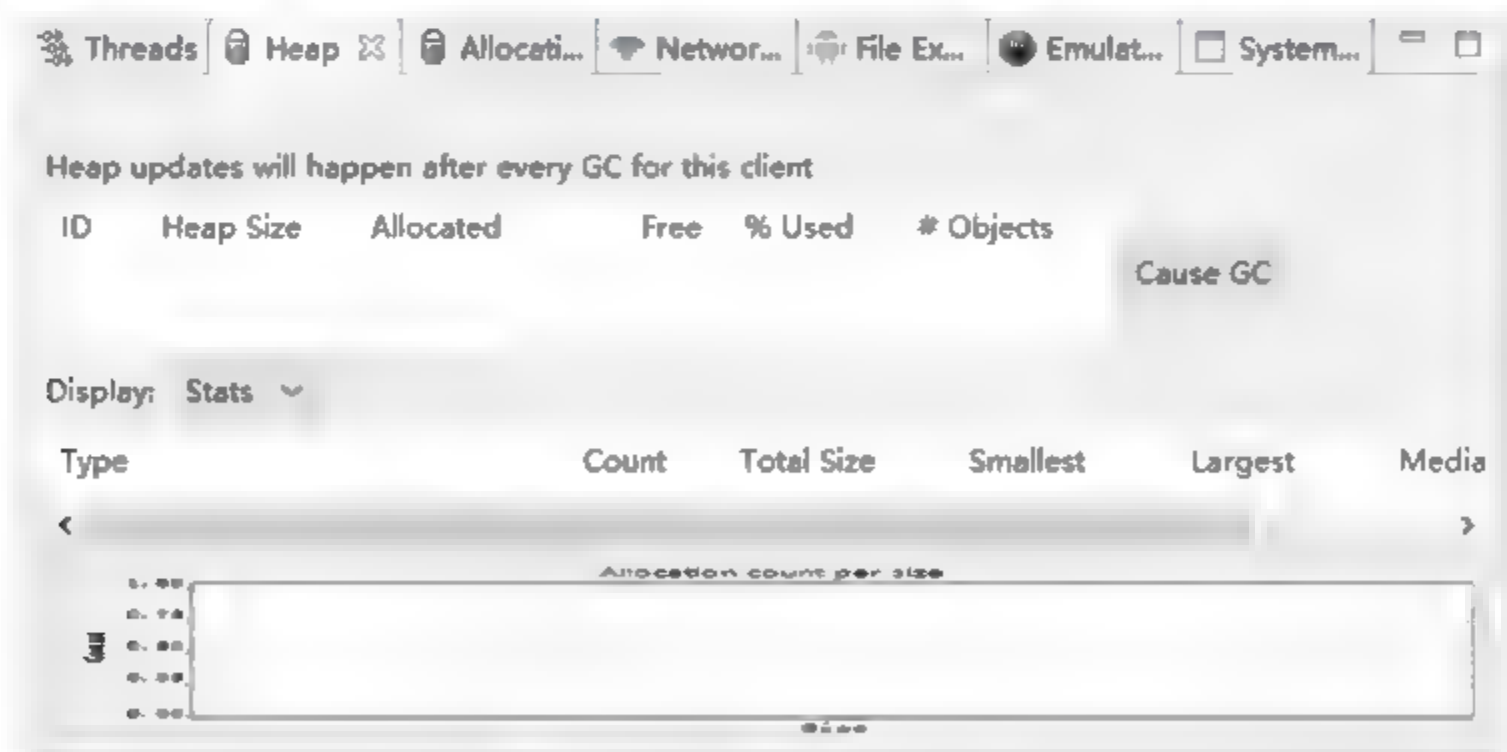 Threads Heap Allocati... Networ... File Ex... Emulat... System...
Heap updates will happen after every GC for this client
ID Heap Size Allocated Free % Used # Objects
Cause GC
Display: Stats
Type Count Total Size Smallest Largest Media
Allocation count per size
Size